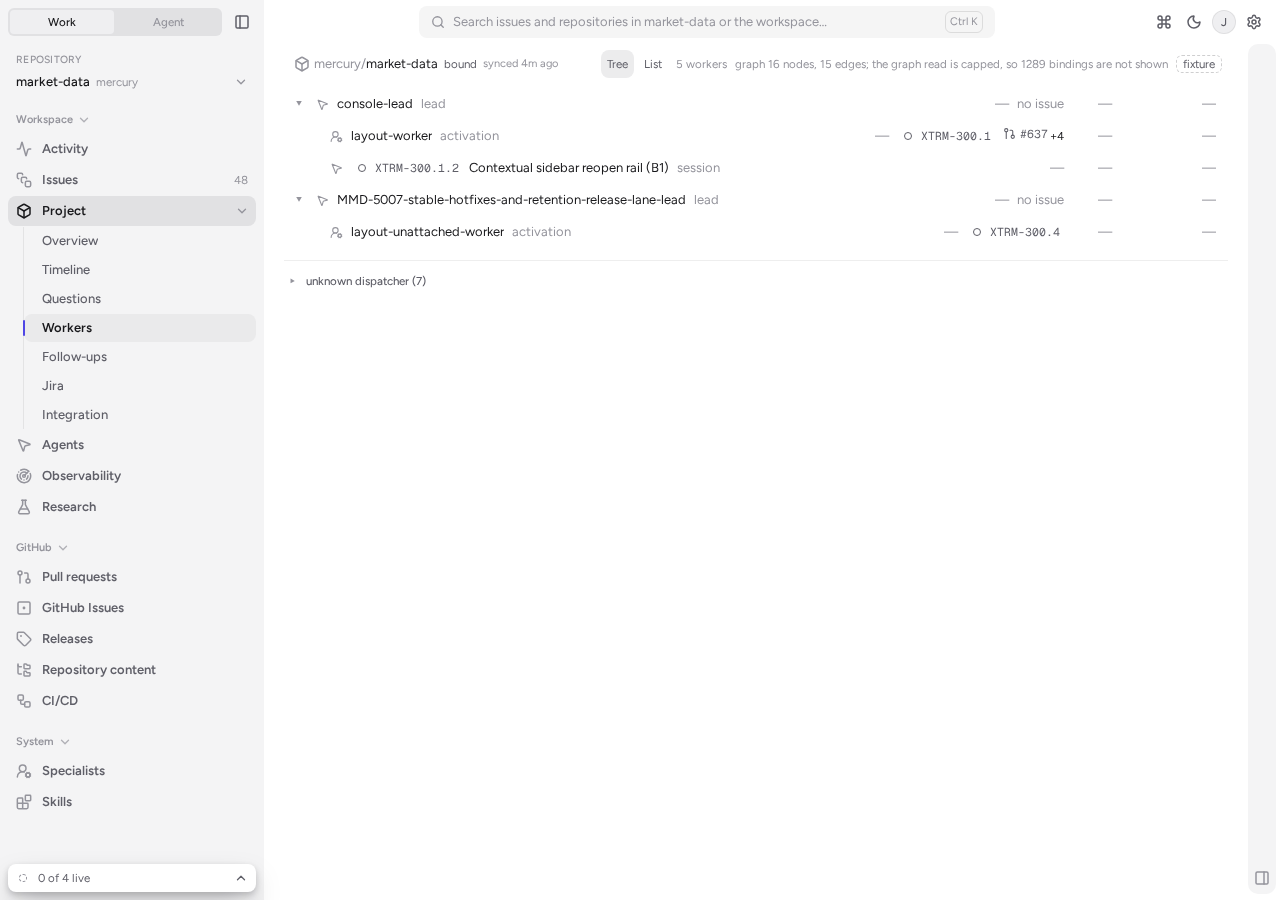 Work
Agent
Search issues and repositories in market-data or the workspace...
Ctrl K
J
REPOSITORY
market-data mercury
Workspace
Activity
Issues 48
Project
Overview
Timeline
Questions
Workers
Follow-ups
Jira
Integration
Agents
Observability
Research
GitHub
Pull requests
GitHub Issues
Releases
Repository content
CI/CD
System
Specialists
Skills
0 of 4 live
mercury/market-data bound synced 4m ago Tree List 5 workers graph 16 nodes, 15 edges; the graph read is capped, so 1289 bindings are not shown fixture
console-lead lead — no issue — —
layout-worker activation — XTRM-300.1 #637 +4 — —
XTRM-300.1.2 Contextual sidebar reopen rail (B1) session — — —
MMD-5007-stable-hotfixes-and-retention-release-lane-lead lead — no issue — —
layout-unattached-worker activation — XTRM-300.4 — —
unknown dispatcher (7)